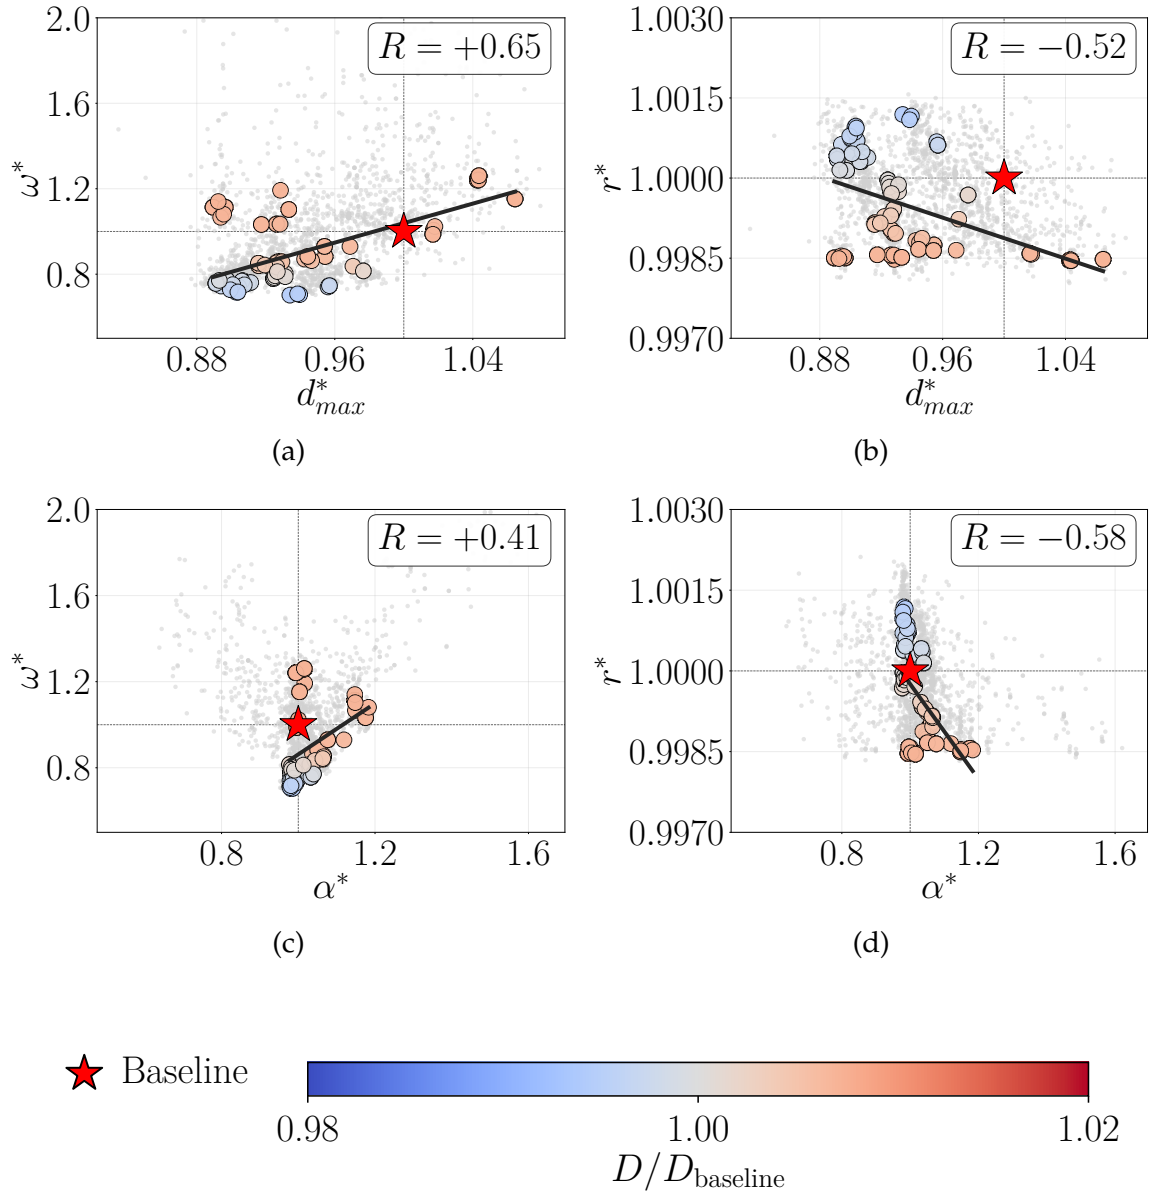 R = +0.65
2.0
1.6
1.2
0.8
ω*
0.88 0.96 1.04
d*max
(a)
R = −0.52
1.0030
1.0015
1.0000
0.9985
0.9970
r*
0.88 0.96 1.04
d*max
(b)
R = +0.41
2.0
1.6
1.2
0.8
ω*
0.8 1.2 1.6
α*
(c)
R = −0.58
1.0030
1.0015
1.0000
0.9985
0.9970
r*
0.8 1.2 1.6
α*
(d)
Baseline
0.98 1.00 1.02
D/Dbaseline